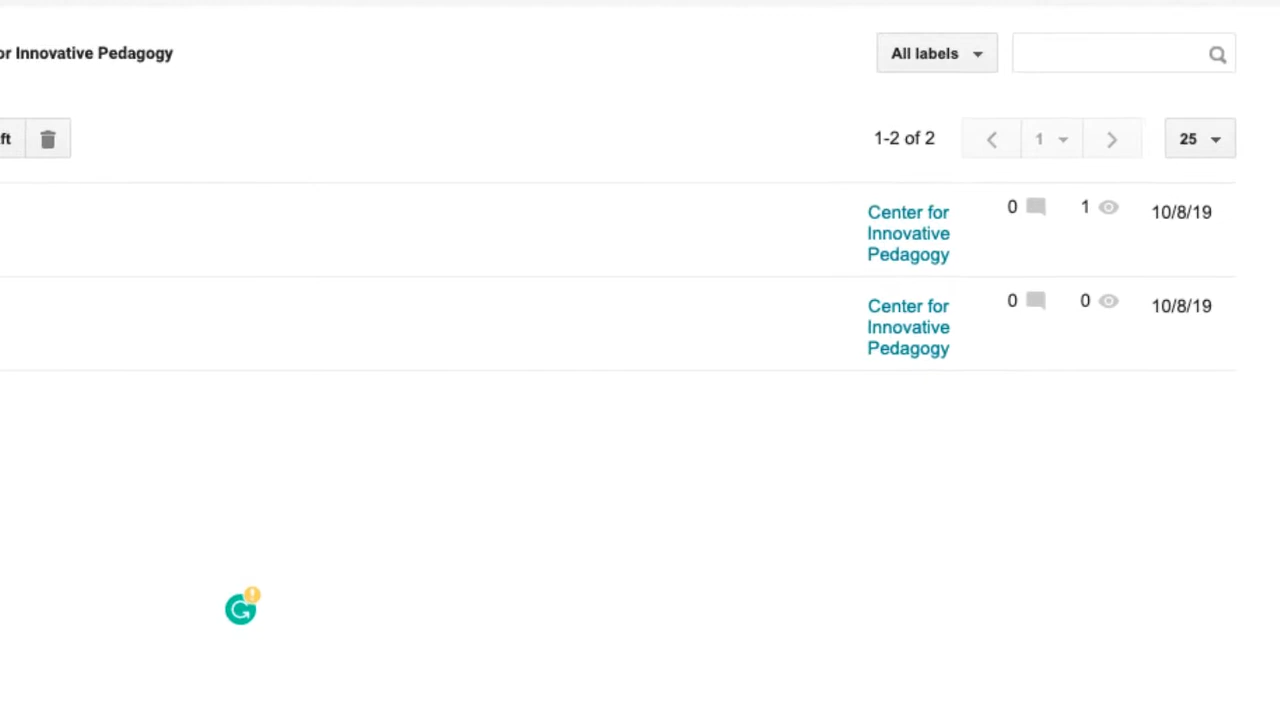 or Innovative Pedagogy
All labels
ft
1-2 of 2
1
25
Center for
Innovative
Pedagogy
0
1
10/8/19
Center for
Innovative
Pedagogy
0
0
10/8/19